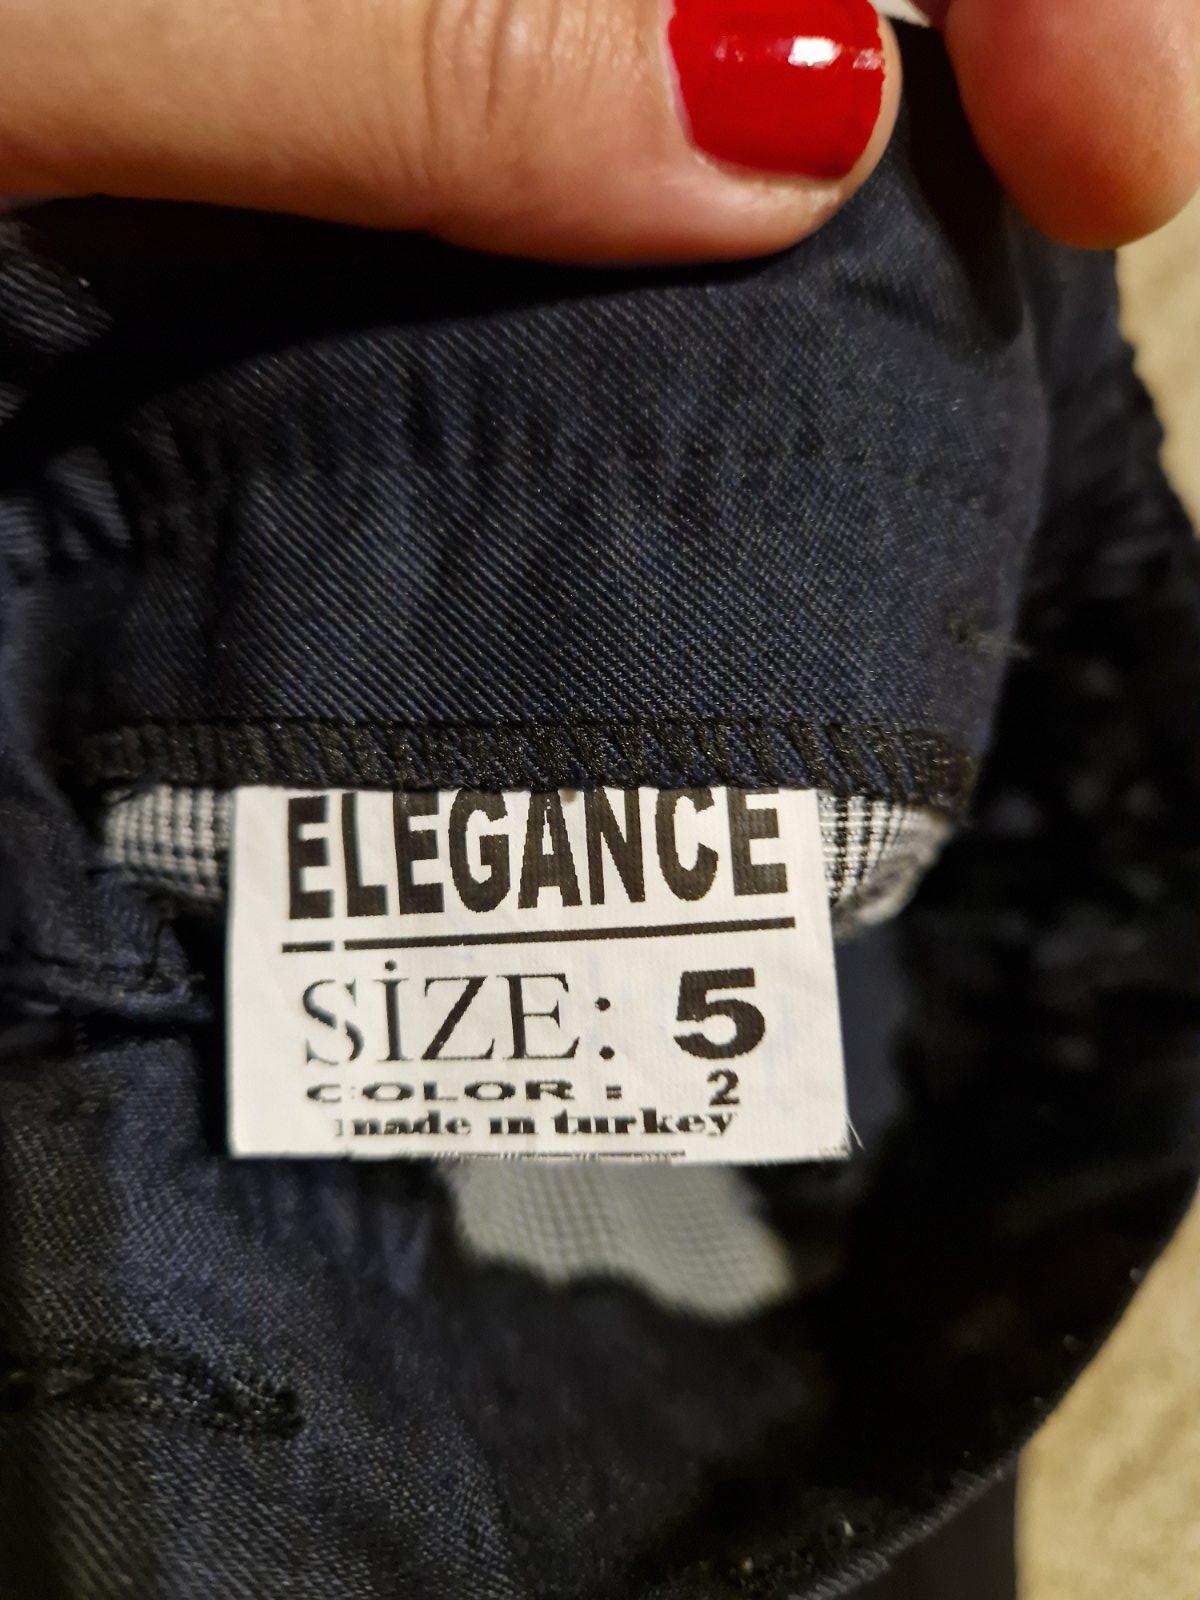 ELEGANCE
SİZE: 5
COLOR : 2
made in turkey